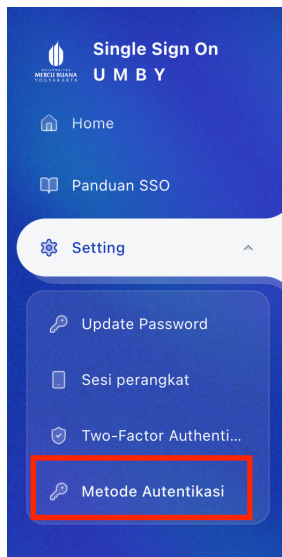 Single Sign On
UMBY
UNIVERSITAS
MERCU BUANA
YOGYAKARTA
Home
Panduan SSO
Setting
Update Password
Sesi perangkat
Two-Factor Authenti...
Metode Autentikasi